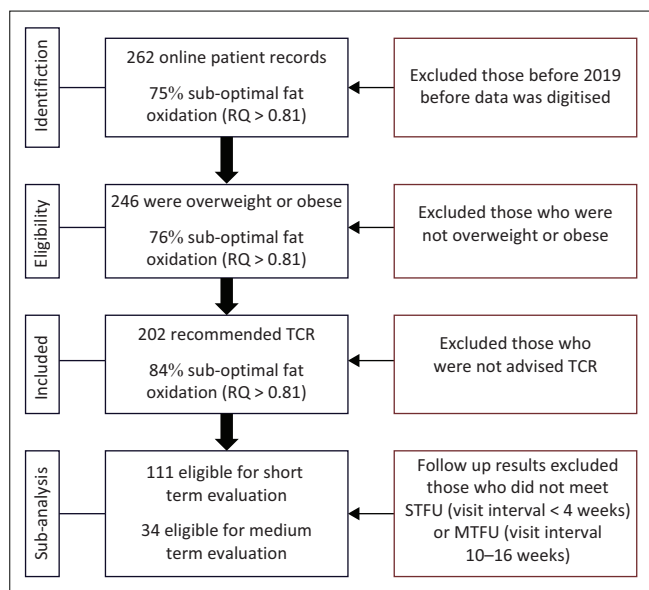 Identifiction
262 online patient records
75% sub-optimal fat
oxidation (RQ > 0.81)
Excluded those before 2019
before data was digitised
Eligibility
246 were overweight or obese
76% sub-optimal fat
oxidation (RQ > 0.81)
Excluded those who were
not overweight or obese
Included
202 recommended TCR
84% sub-optimal fat
oxidation (RQ > 0.81)
Excluded those who
were not advised TCR
Sub-analysis
111 eligible for short
term evaluation
34 eligible for medium
term evaluation
Follow up results excluded
those who did not meet
STFU (visit interval < 4 weeks)
or MTFU (visit interval
10–16 weeks)